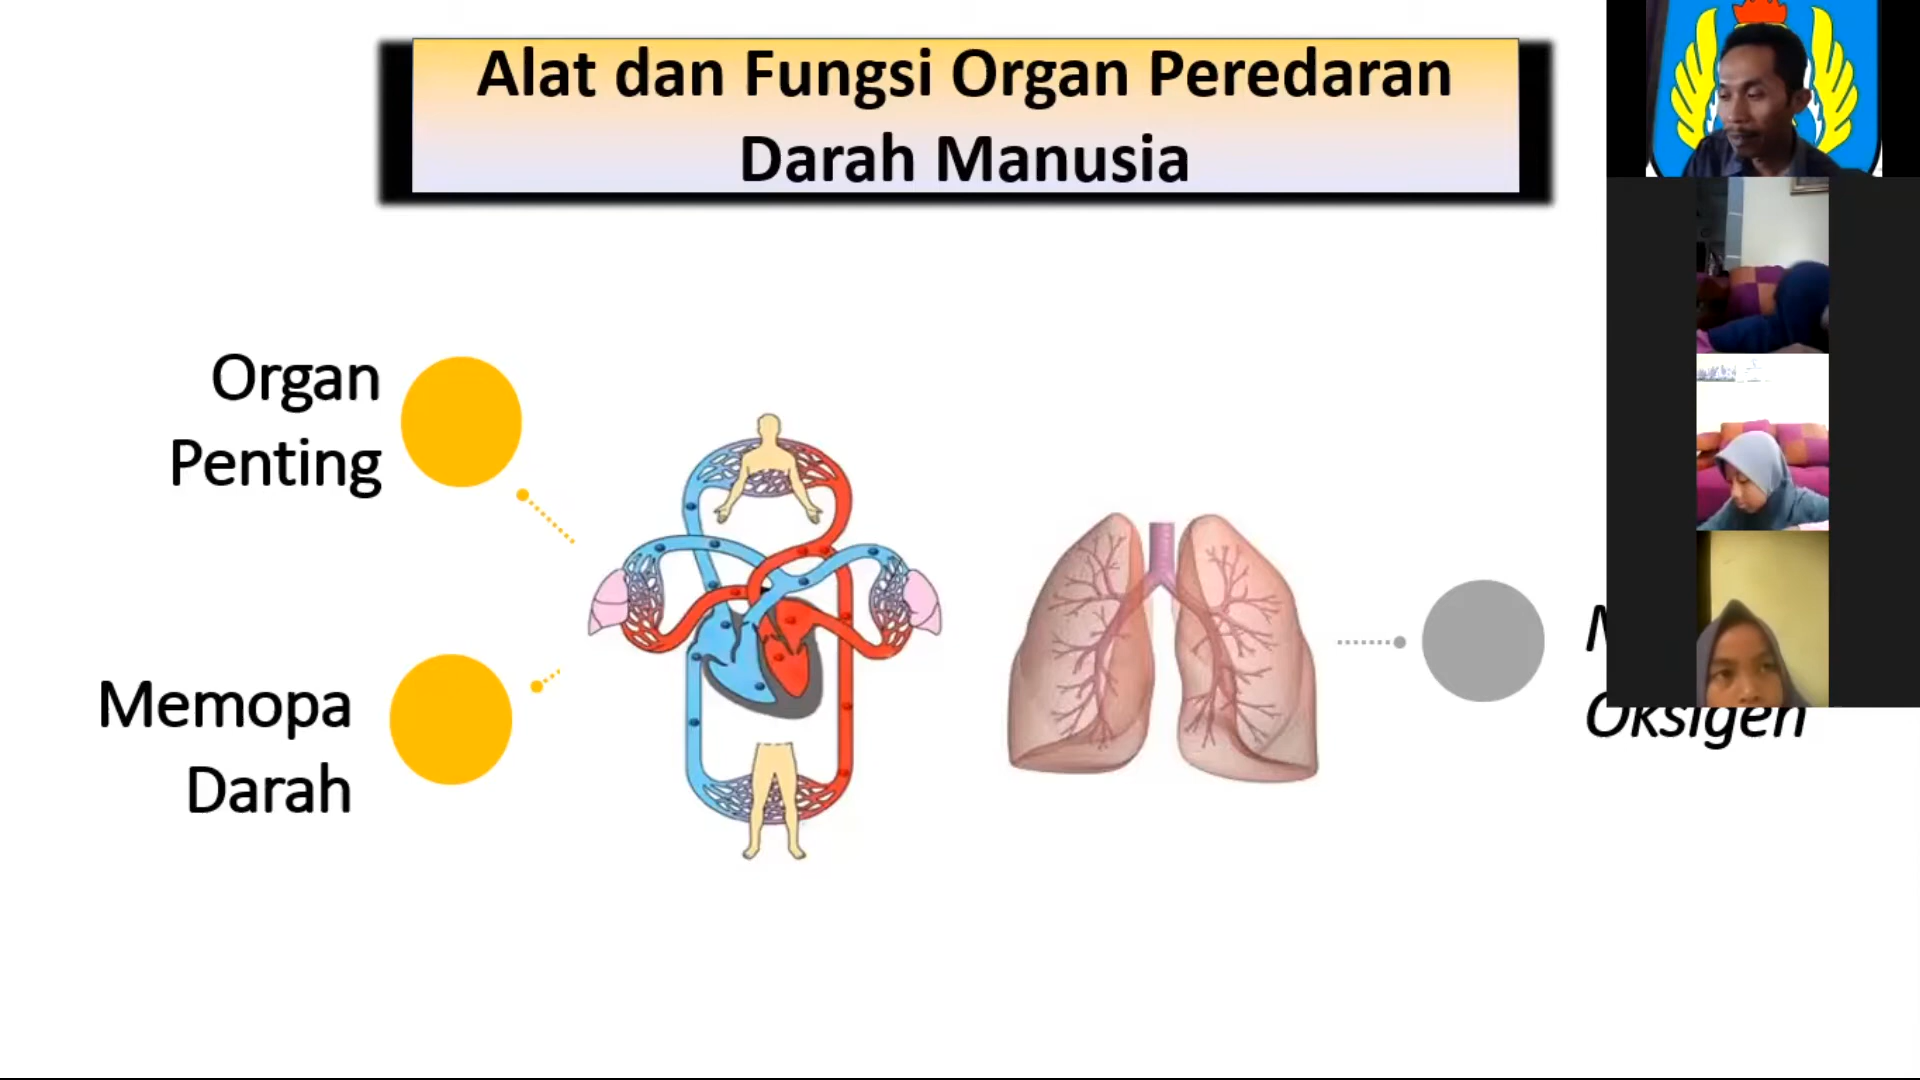 Alat dan Fungsi Organ Peredaran
Darah Manusia
Organ
Penting
Memopa
Darah
Oksigen